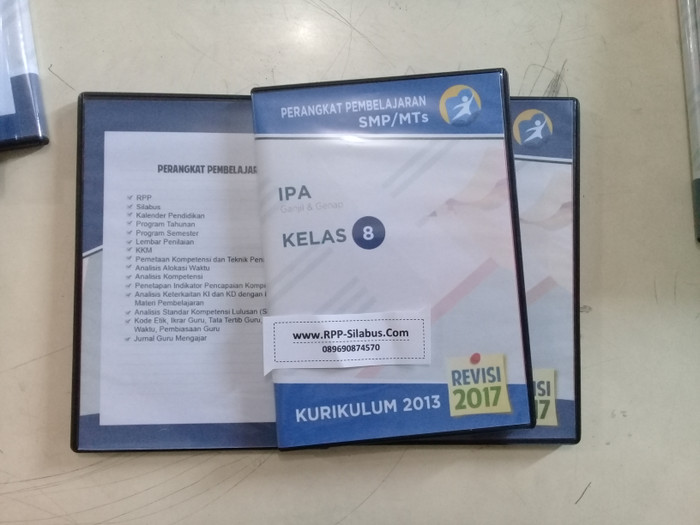 PERANGKAT PEMBELAJARAN
SMP/MTs
IPA
Ganjil & Genap
KELAS 8
www.RPP-Silabus.Com
089690874570
REVISI
2017
KURIKULUM 2013
PERANGKAT PEMBELAJAR
RPP
Silabus
Kalender Pendidikan
Program Tahunan
Program Semester
Lembar Penilaian
KKM
Pemetaan Kompetensi dan Teknik Pen
Analisis Alokasi Waktu
Analisis Kompetensi
Penetapan Indikator Pencapaian Kompe
Analisis Keterkaitan KI dan KD dengan
Materi Pembelajaran
Analisis Standar Kompetensi Lulusan (S
Kode Etik, Ikrar Guru, Tata Tertib Guru,
Waktu, Pembiasaan Guru
Jurnal Guru Mengajar
ISI
17